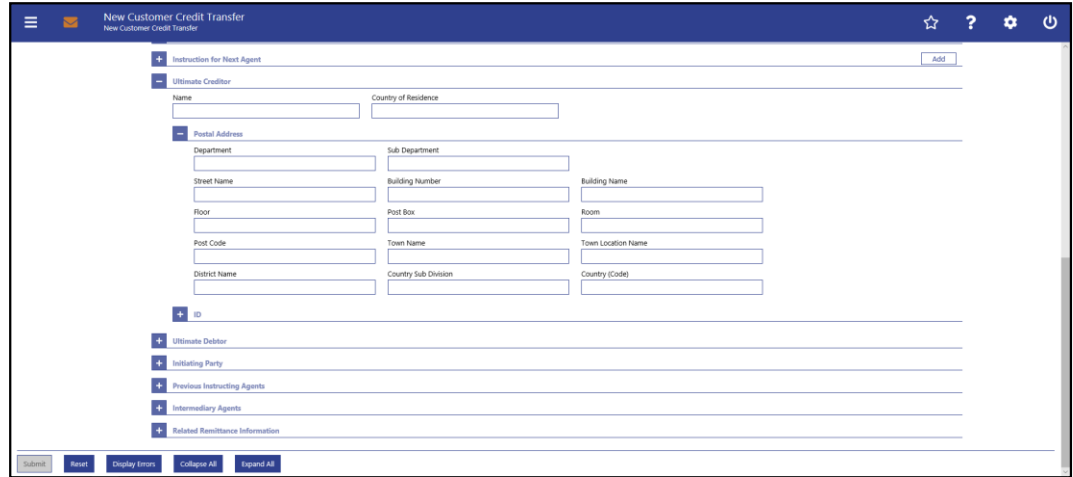 New Customer Credit Transfer
New Customer Credit Transfer
Instruction for Next Agent Add
Ultimate Creditor
Name Country of Residence
Postal Address
Department Sub Department
Street Name Building Number Building Name
Floor Post Box Room
Post Code Town Name Town Location Name
District Name Country Sub Division Country (Code)
ID
Ultimate Debtor
Initiating Party
Previous Instructing Agents
Intermediary Agents
Related Remittance Information
Submit Reset Display Errors Collapse All Expand All